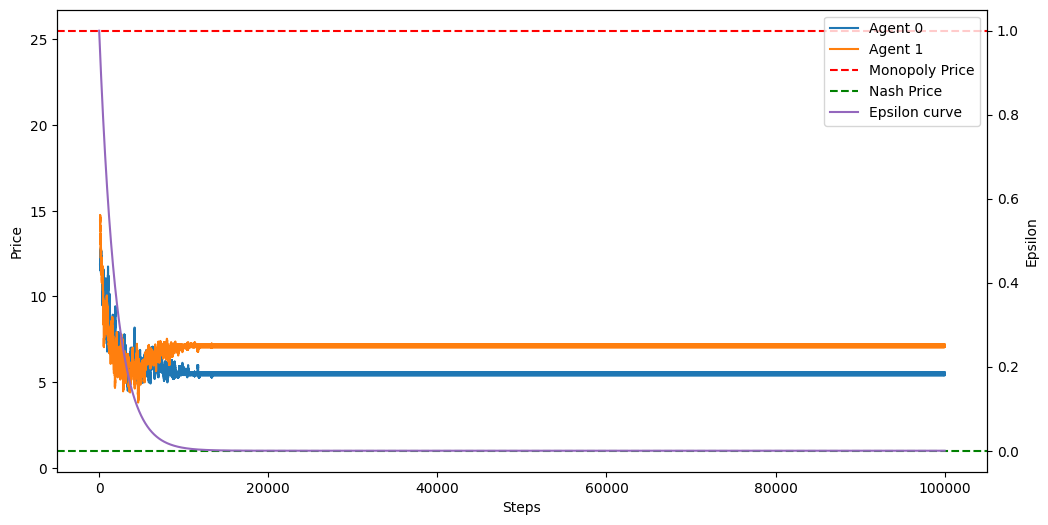 Agent 0
Agent 1
Monopoly Price
Nash Price
Epsilon curve
Price
25
20
15
10
5
0
1.0
0.8
0.6
0.4
0.2
0.0
Epsilon
0
20000
40000
60000
80000
100000
Steps